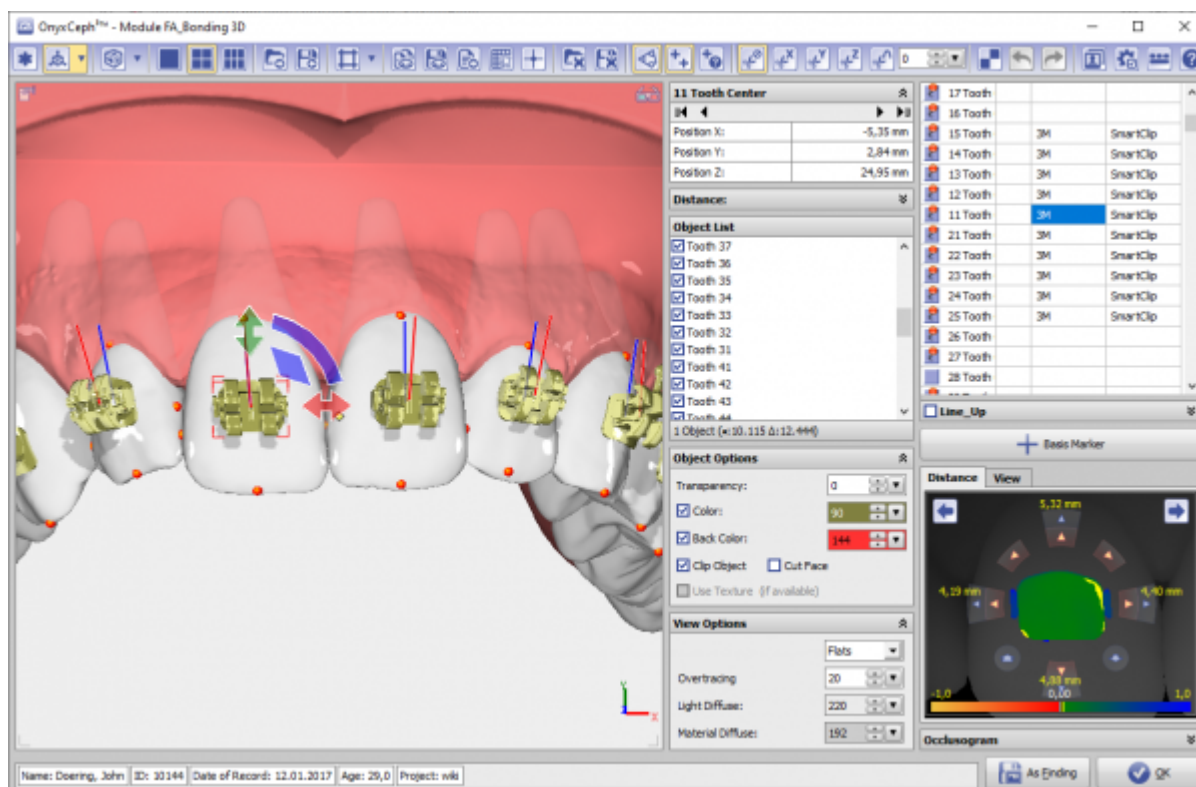 OnyxCeph³™ - Module FA_Bonding 3D
0
11 Tooth Center
Position X: -5,35 mm
Position Y: 2,84 mm
Position Z: 24,95 mm
Distance:
Object List
Tooth 37
Tooth 36
Tooth 35
Tooth 34
Tooth 33
Tooth 32
Tooth 31
Tooth 41
Tooth 42
Tooth 43
Tooth 44
Object Options
Transparency: 0
Color: 90
Back Color: 144
Clip Object Cut Face
Use Texture (if available)
View Options
Flats
Overtracing 20
Light Diffuse: 220
Material Diffuse: 192
17 Tooth
16 Tooth
15 Tooth 3M SmartClip
14 Tooth 3M SmartClip
13 Tooth 3M SmartClip
12 Tooth 3M SmartClip
11 Tooth 3M SmartClip
21 Tooth 3M SmartClip
22 Tooth 3M SmartClip
23 Tooth 3M SmartClip
24 Tooth 3M SmartClip
25 Tooth 3M SmartClip
26 Tooth
27 Tooth
28 Tooth
Line_Up
Basis Marker
Distance View
5,32 mm
4,19 mm 4,40 mm
4,88 mm
-1,0 0,00 1,0
Occlusogram
Y
X
Name: Doering, John ID: 10144 Date of Record: 12.01.2017 Age: 29,0 Project: wiki
As Finding OK